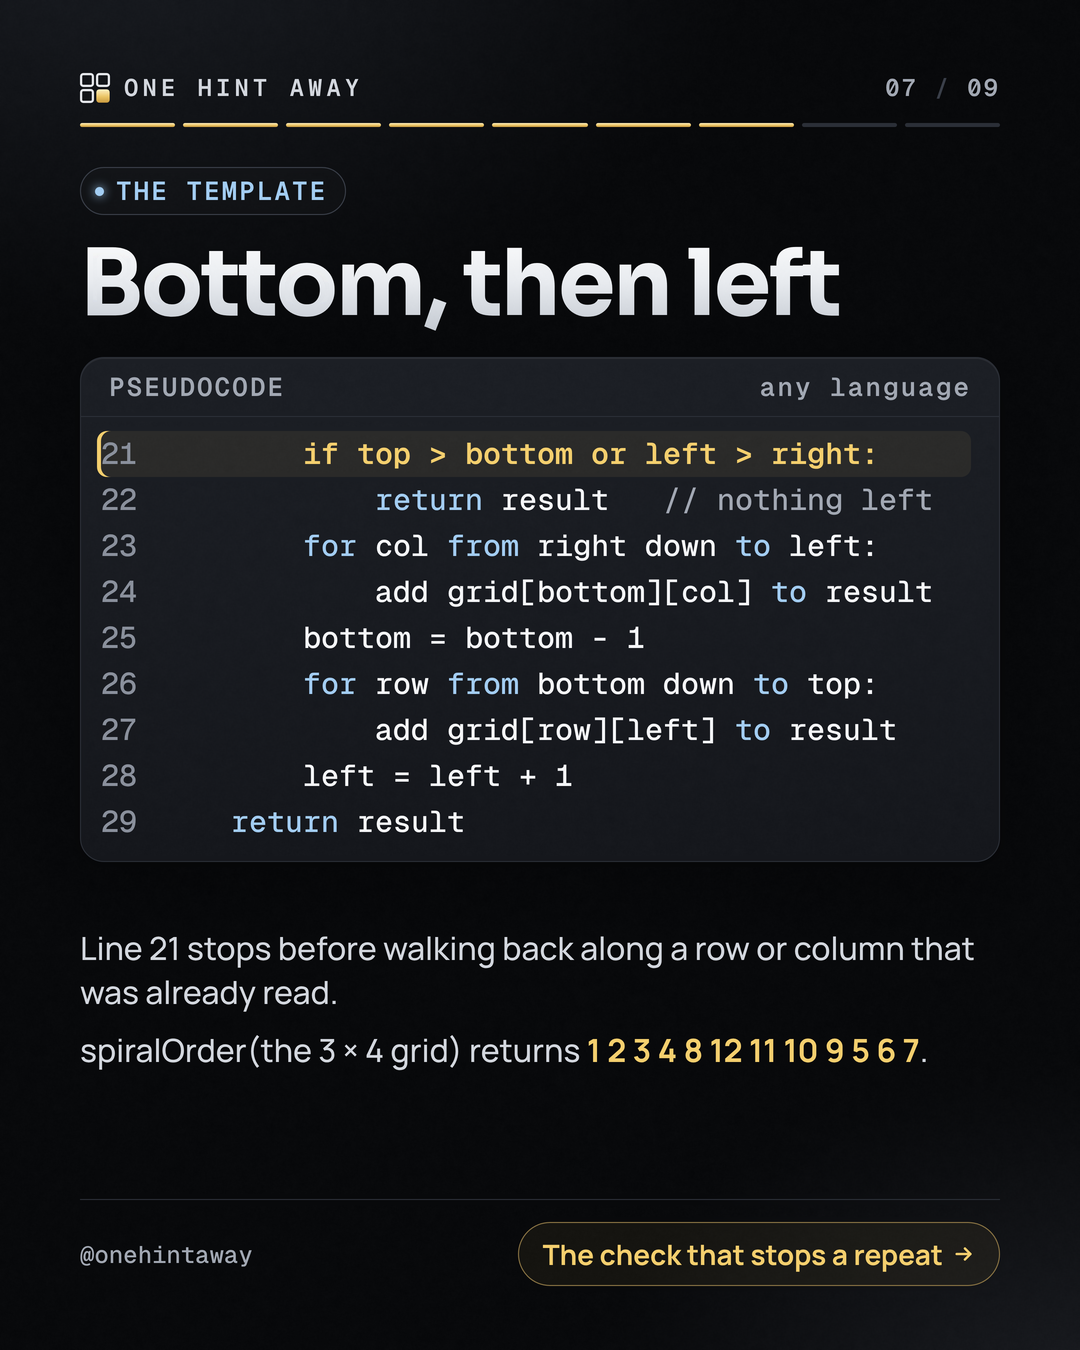 ONE HINT AWAY
07 / 09
THE TEMPLATE
Bottom, then left
PSEUDOCODE
any language
21 if top > bottom or left > right:
22 return result // nothing left
23 for col from right down to left:
24 add grid[bottom][col] to result
25 bottom = bottom - 1
26 for row from bottom down to top:
27 add grid[row][left] to result
28 left = left + 1
29 return result
Line 21 stops before walking back along a row or column that
was already read.
spiralOrder(the 3 × 4 grid) returns 1 2 3 4 8 12 11 10 9 5 6 7.
@onehintaway
The check that stops a repeat →